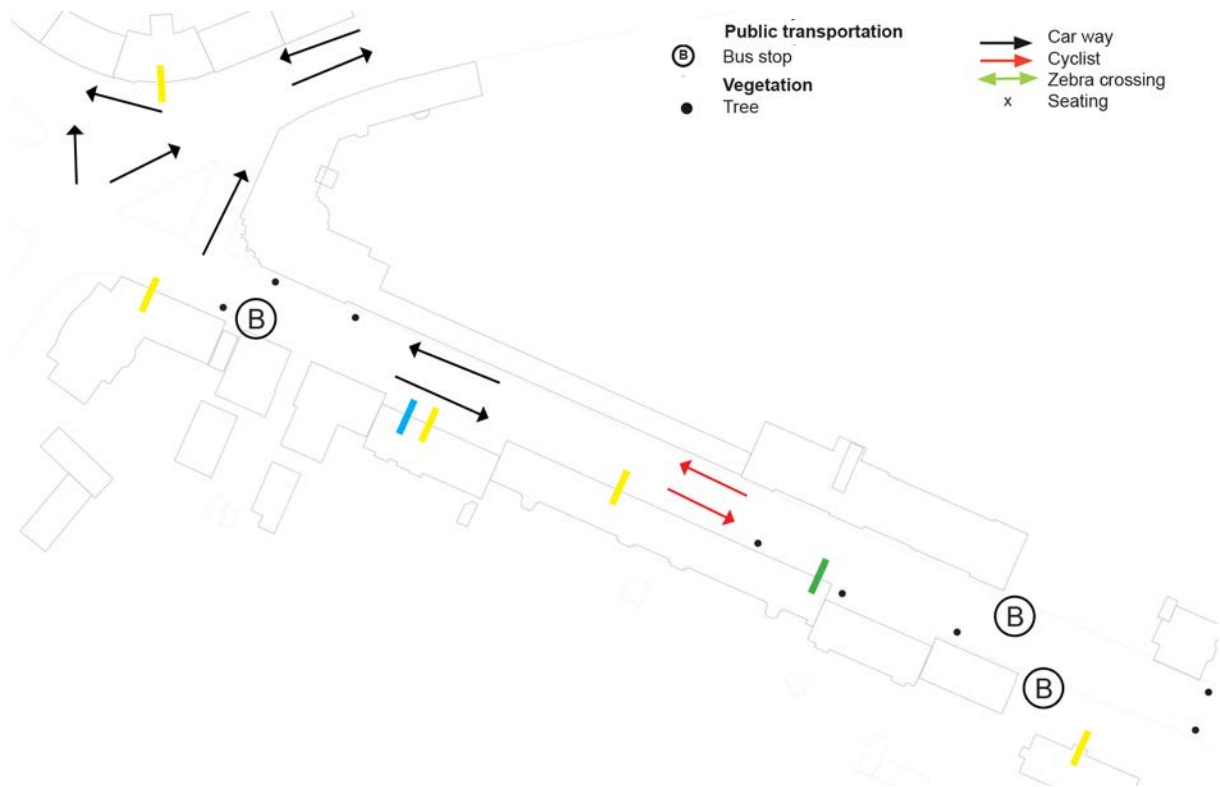 Public transportation
B Bus stop
Vegetation
Tree
Car way
Cyclist
Zebra crossing
x Seating
B
B
B